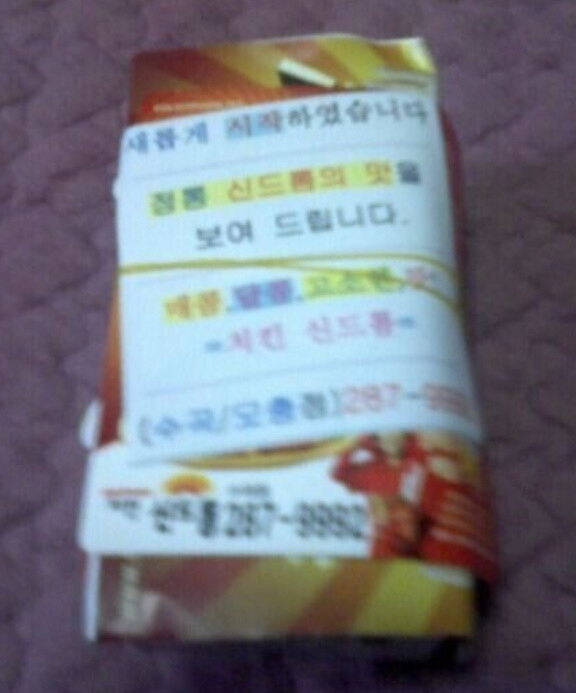 새롭게 시작하였습니다
정통 신드롬의 맛을
보여 드립니다.
매콤, 달콤, 고소한
=치킨 신드롬=
(수곡/모충점)287-
신드롬287-9992